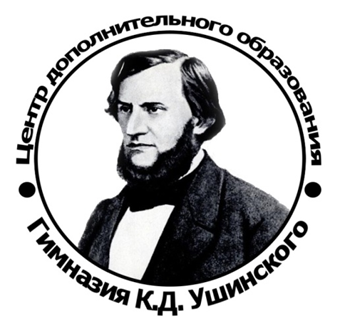 Центр дополнительного образования
Гимназия К.Д. Ушинского